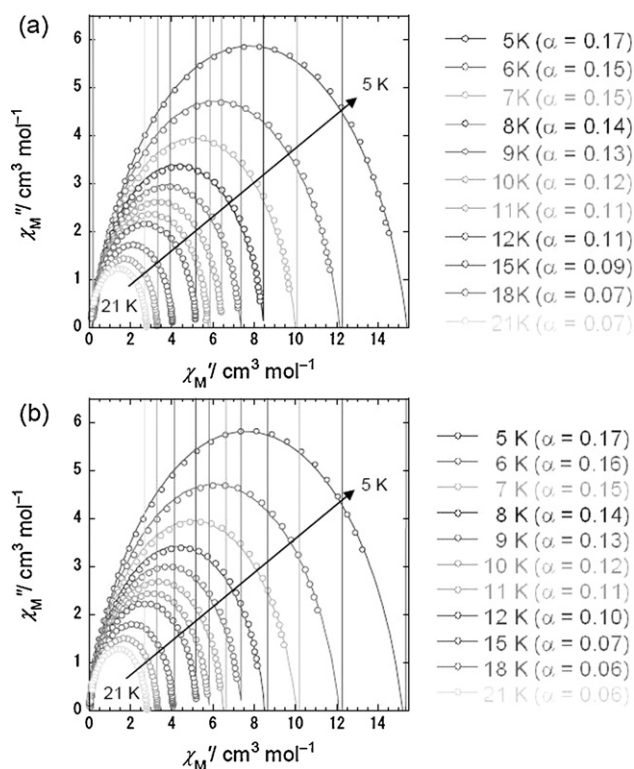 (a)
6
5
4
3
2
1
0
χM″/ cm³ mol⁻¹
5 K
21 K
0 2 4 6 8 10 12 14
χM′/ cm³ mol⁻¹
5K (α = 0.17)
6K (α = 0.15)
7K (α = 0.15)
8K (α = 0.14)
9K (α = 0.13)
10K (α = 0.12)
11K (α = 0.11)
12K (α = 0.11)
15K (α = 0.09)
18K (α = 0.07)
21K (α = 0.07)
(b)
6
5
4
3
2
1
0
χM″/ cm³ mol⁻¹
5 K
21 K
0 2 4 6 8 10 12 14
χM′/ cm³ mol⁻¹
5 K (α = 0.17)
6 K (α = 0.16)
7 K (α = 0.15)
8 K (α = 0.14)
9 K (α = 0.13)
10 K (α = 0.12)
11 K (α = 0.11)
12 K (α = 0.10)
15 K (α = 0.07)
18 K (α = 0.06)
21 K (α = 0.06)